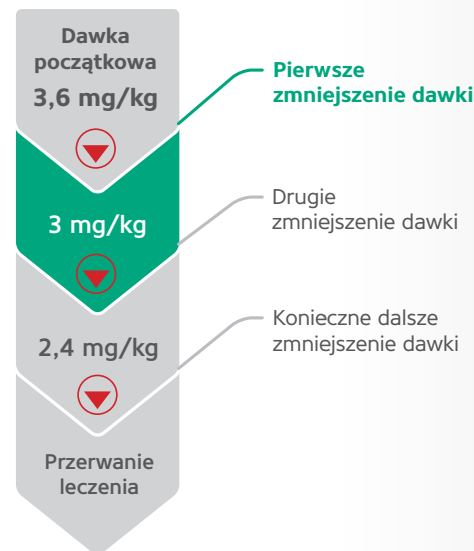 Dawka
początkowa
3,6 mg/kg
Pierwsze
zmniejszenie dawki
3 mg/kg
Drugie
zmniejszenie dawki
2,4 mg/kg
Konieczne dalsze
zmniejszenie dawki
Przerwanie
leczenia